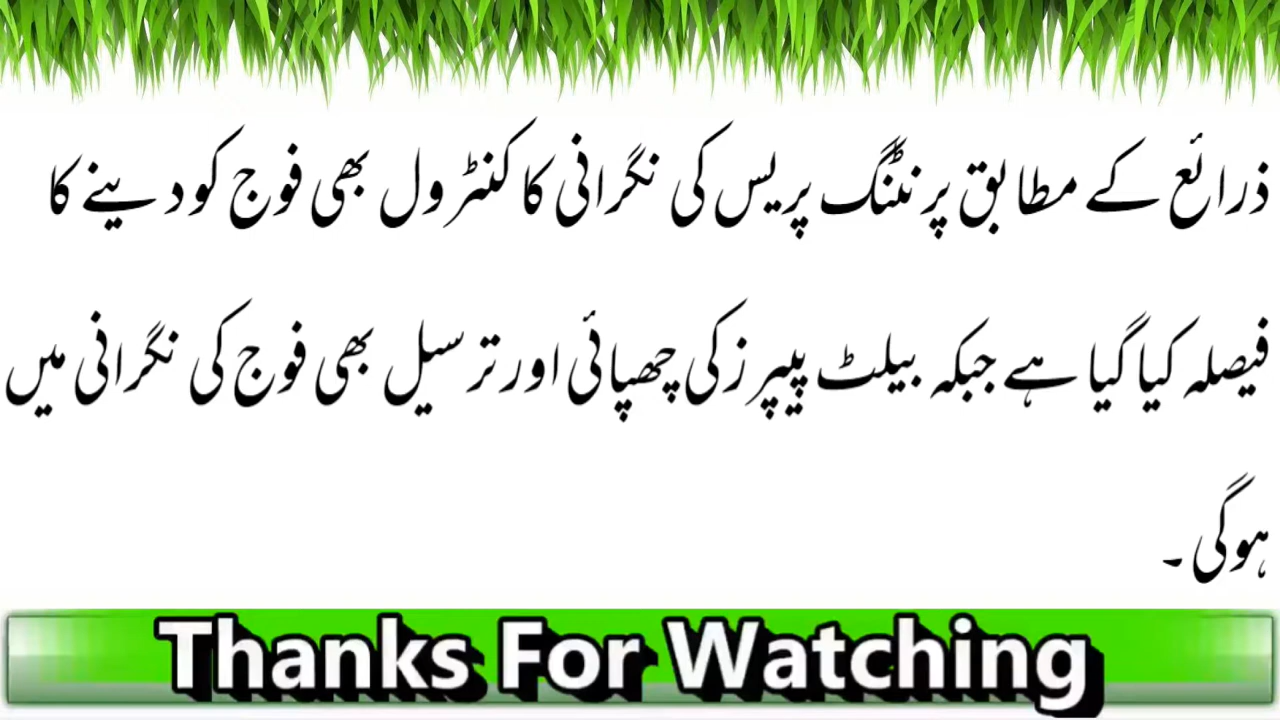 ذرائع کے مطابق پرنٹنگ پریس کی نگرانی کا کنٹرول بھی فوج کو دینے کا
فیصلہ کیا گیا ہے جبکہ بیلٹ پیپرز کی چھپائی اور ترسیل بھی فوج کی نگرانی میں
ہوگی۔
Thanks For Watching